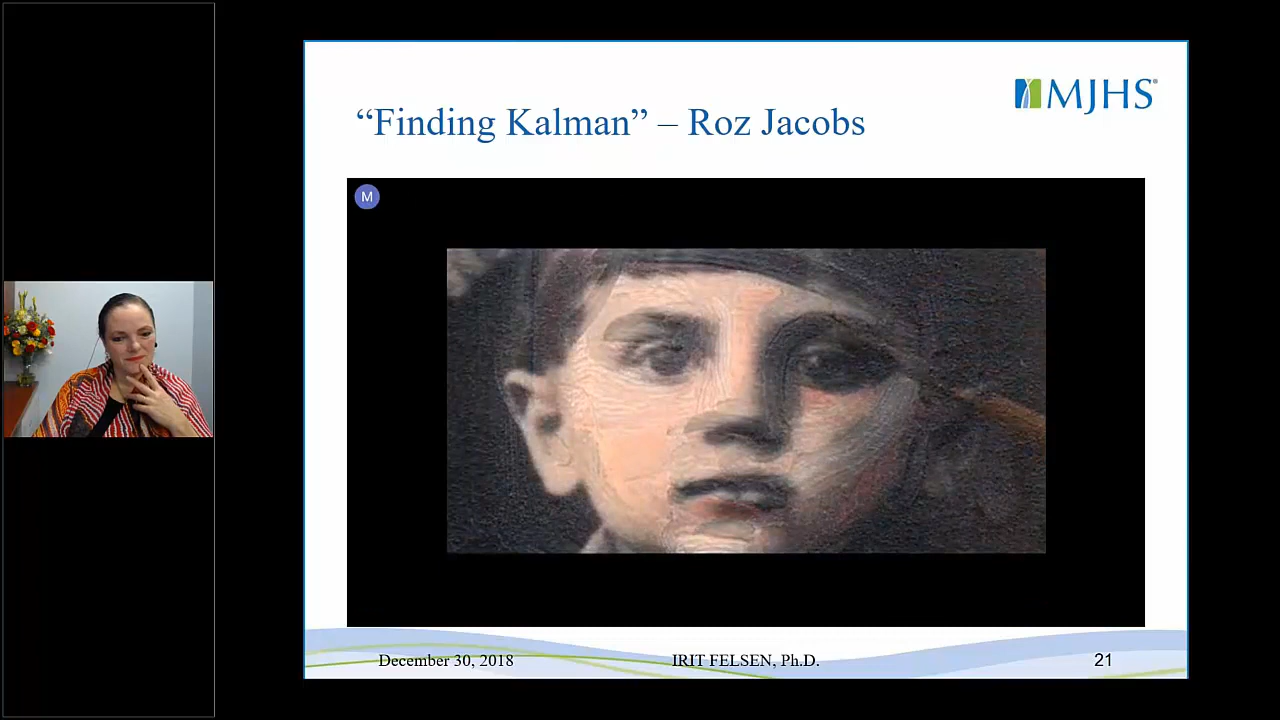 MJHS®
“Finding Kalman” – Roz Jacobs
M
December 30, 2018
IRIT FELSEN, Ph.D.
21